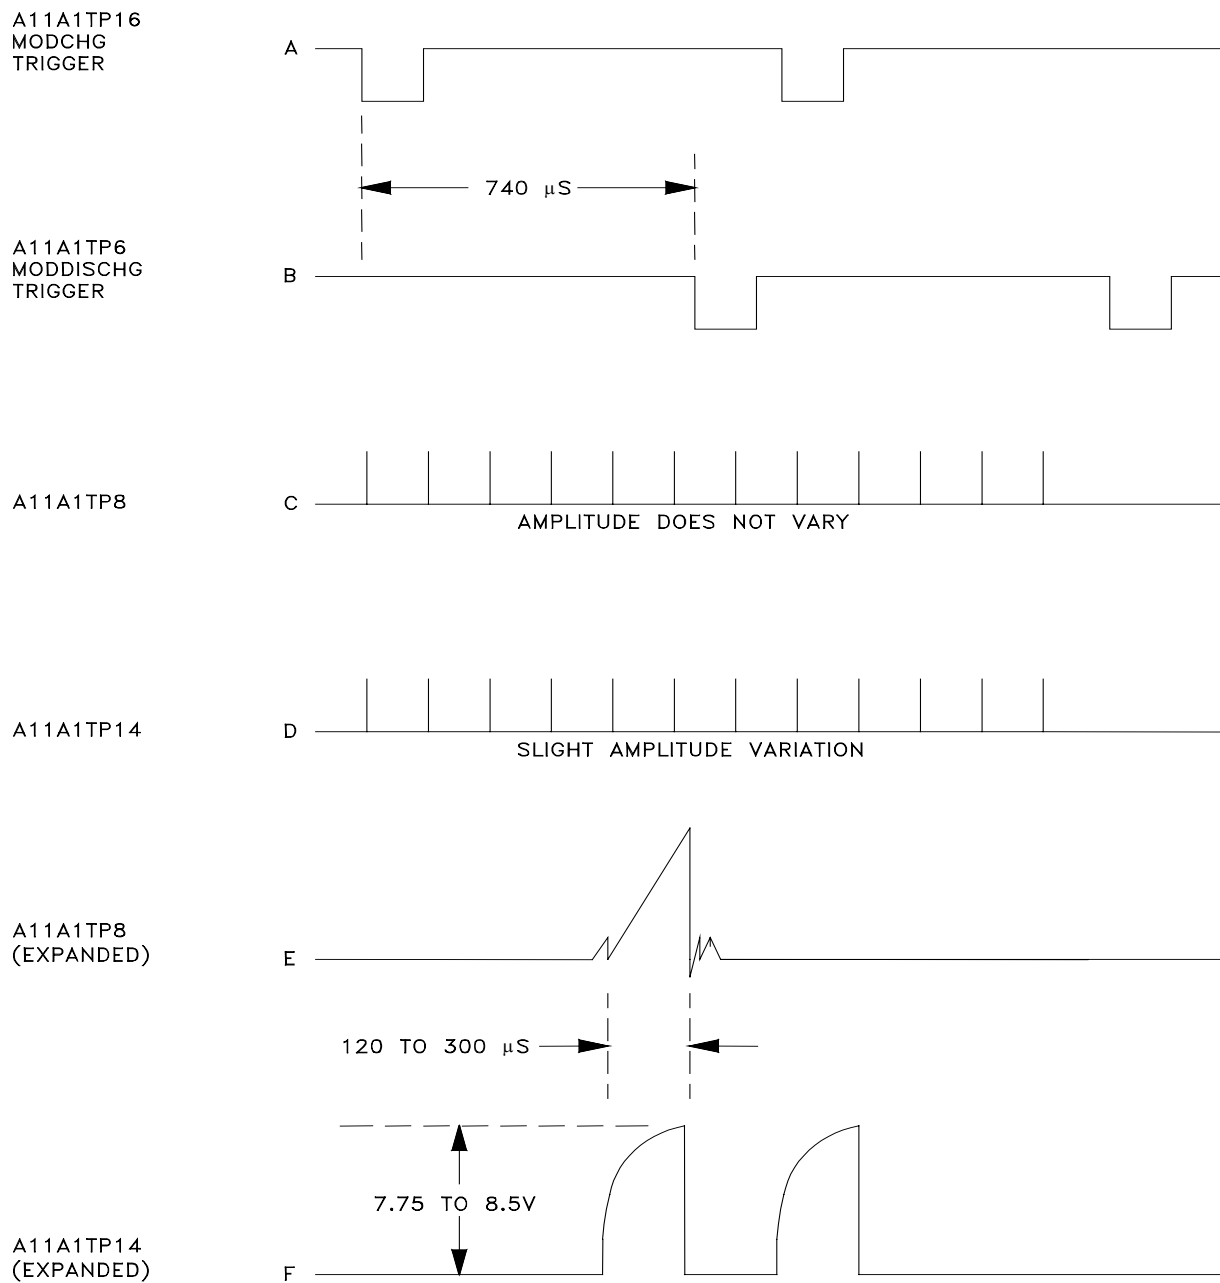 A11A1TP16
MODCHG
TRIGGER
A
740 μS
A11A1TP6
MODDISCHG
TRIGGER
B
A11A1TP8
C
AMPLITUDE DOES NOT VARY
A11A1TP14
D
SLIGHT AMPLITUDE VARIATION
A11A1TP8
(EXPANDED)
E
120 TO 300 μS
7.75 TO 8.5V
A11A1TP14
(EXPANDED)
F